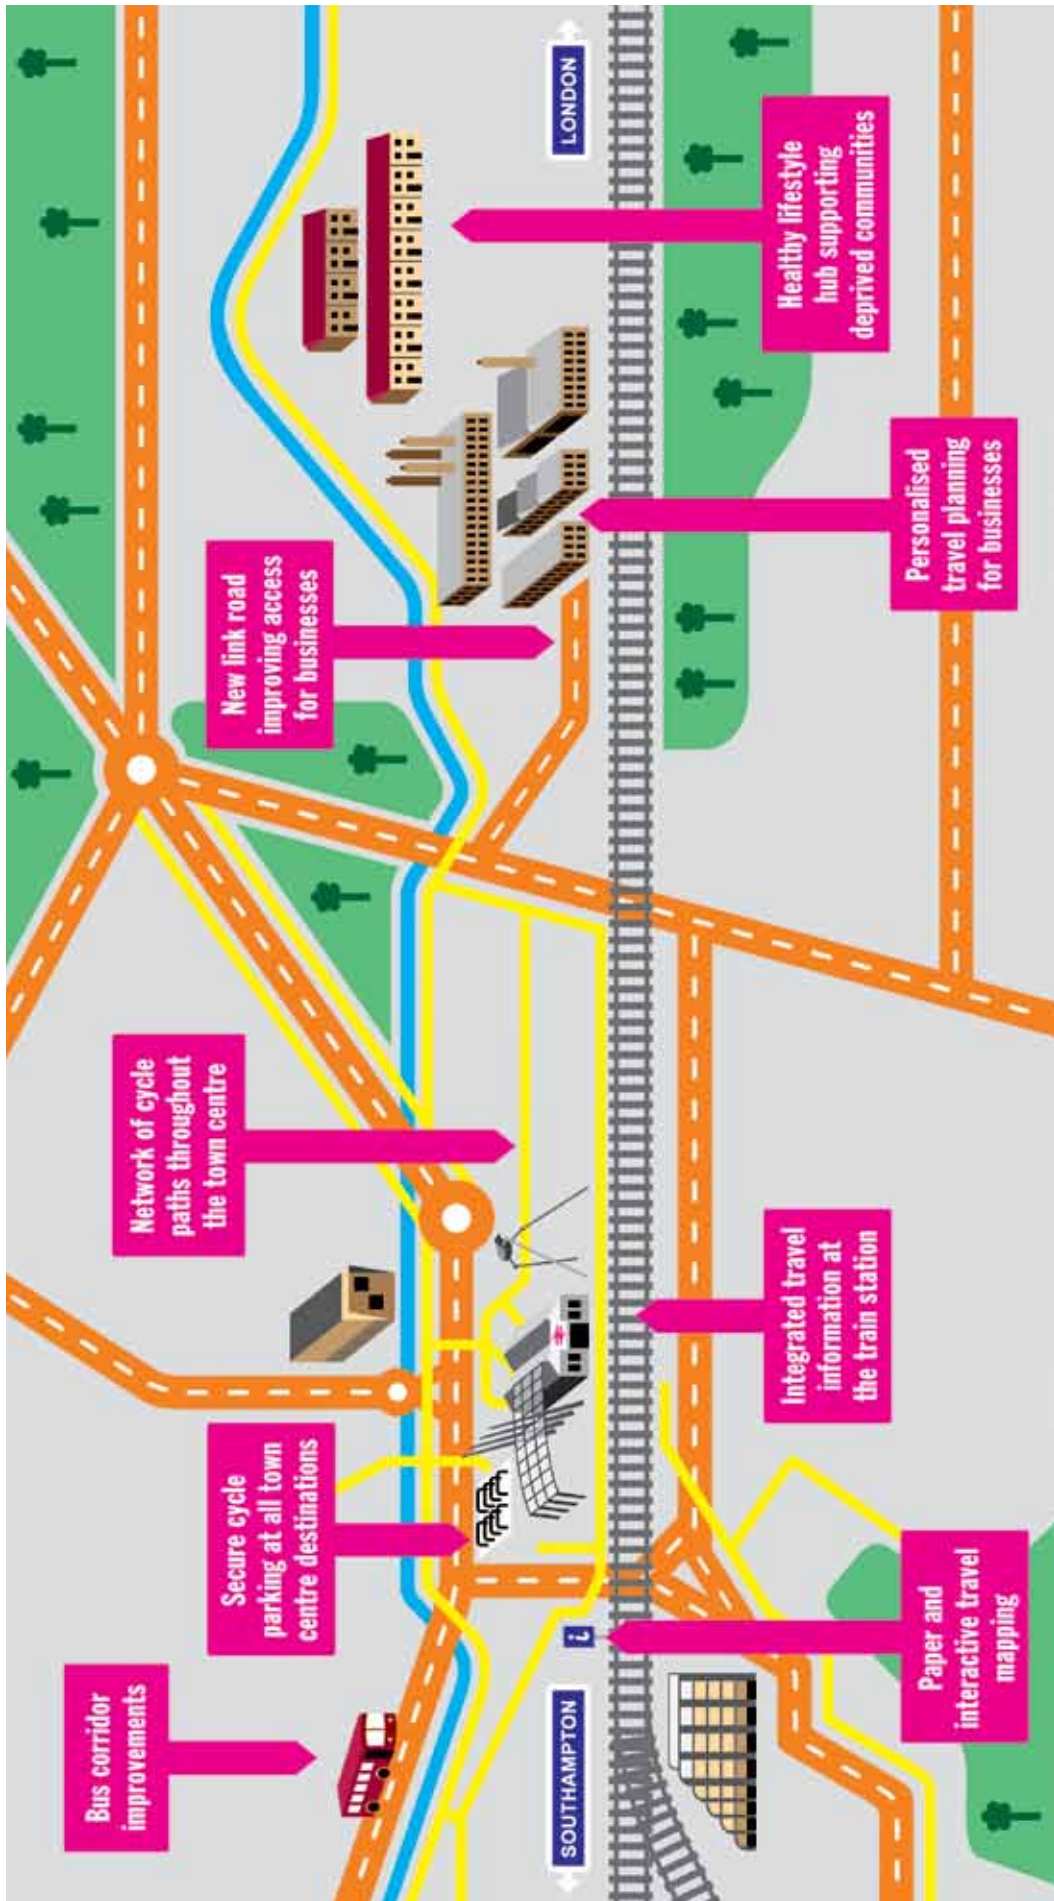 Bus corridor
improvements
Secure cycle
parking at all town
centre destinations
Network of cycle
paths throughout
the town centre
New link road
improving access
for businesses
SOUTHAMPTON
i
LONDON
Paper and
interactive travel
mapping
Integrated travel
information at
the train station
Personalised
travel planning
for businesses
Healthy lifestyle
hub supporting
deprived communities